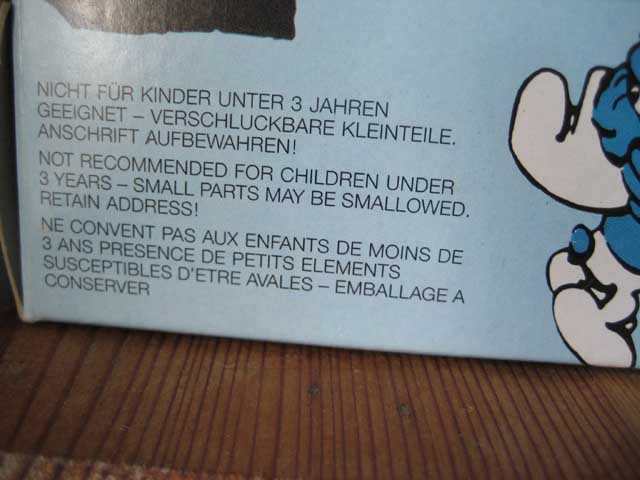 NICHT FÜR KINDER UNTER 3 JAHREN
GEEIGNET – VERSCHLUCKBARE KLEINTEILE.
ANSCHRIFT AUFBEWAHREN!
NOT RECOMMENDED FOR CHILDREN UNDER
3 YEARS – SMALL PARTS MAY BE SMALLOWED.
RETAIN ADDRESS!
NE CONVENT PAS AUX ENFANTS DE MOINS DE
3 ANS PRESENCE DE PETITS ELEMENTS
SUSCEPTIBLES D'ETRE AVALES – EMBALLAGE A
CONSERVER